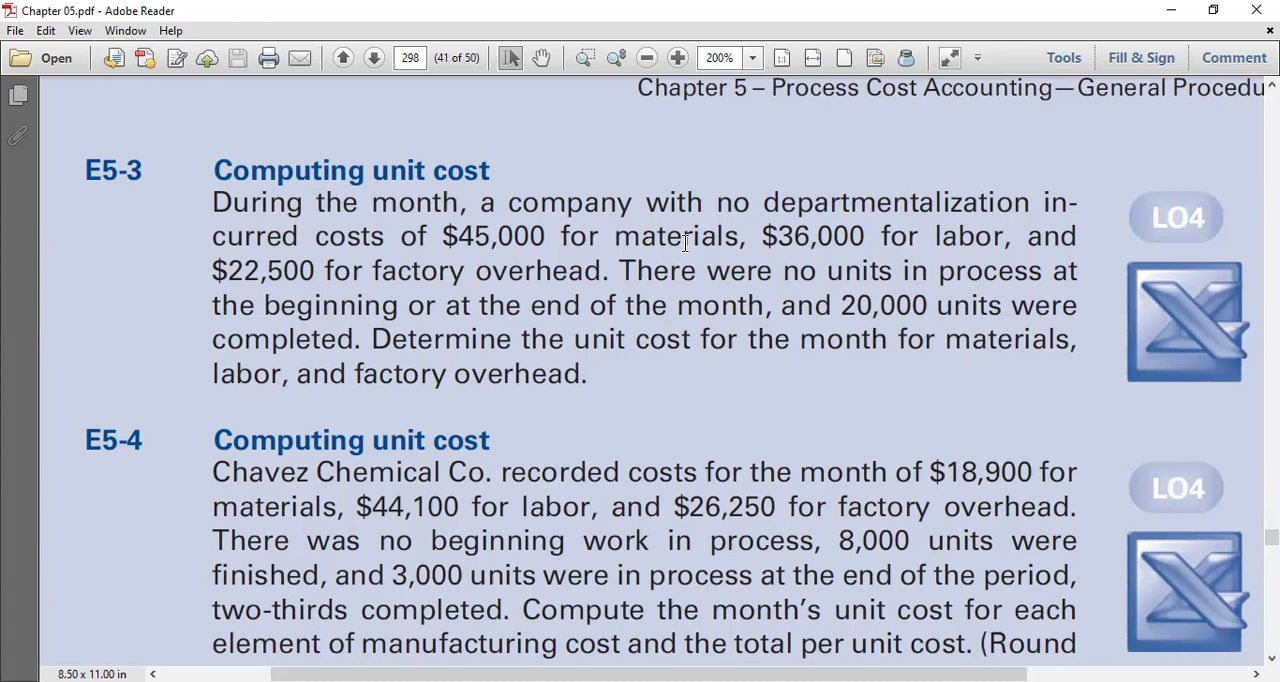 Chapter 05.pdf - Adobe Reader
File Edit View Window Help
Open 298 (41 of 50) 200% Tools Fill & Sign Comment
Chapter 5 – Process Cost Accounting—General Procedu
E5-3 Computing unit cost
During the month, a company with no departmentalization in-
curred costs of $45,000 for materials, $36,000 for labor, and
$22,500 for factory overhead. There were no units in process at
the beginning or at the end of the month, and 20,000 units were
completed. Determine the unit cost for the month for materials,
labor, and factory overhead.
LO4
E5-4 Computing unit cost
Chavez Chemical Co. recorded costs for the month of $18,900 for
materials, $44,100 for labor, and $26,250 for factory overhead.
There was no beginning work in process, 8,000 units were
finished, and 3,000 units were in process at the end of the period,
two-thirds completed. Compute the month's unit cost for each
element of manufacturing cost and the total per unit cost. (Round
LO4
8.50 x 11.00 in